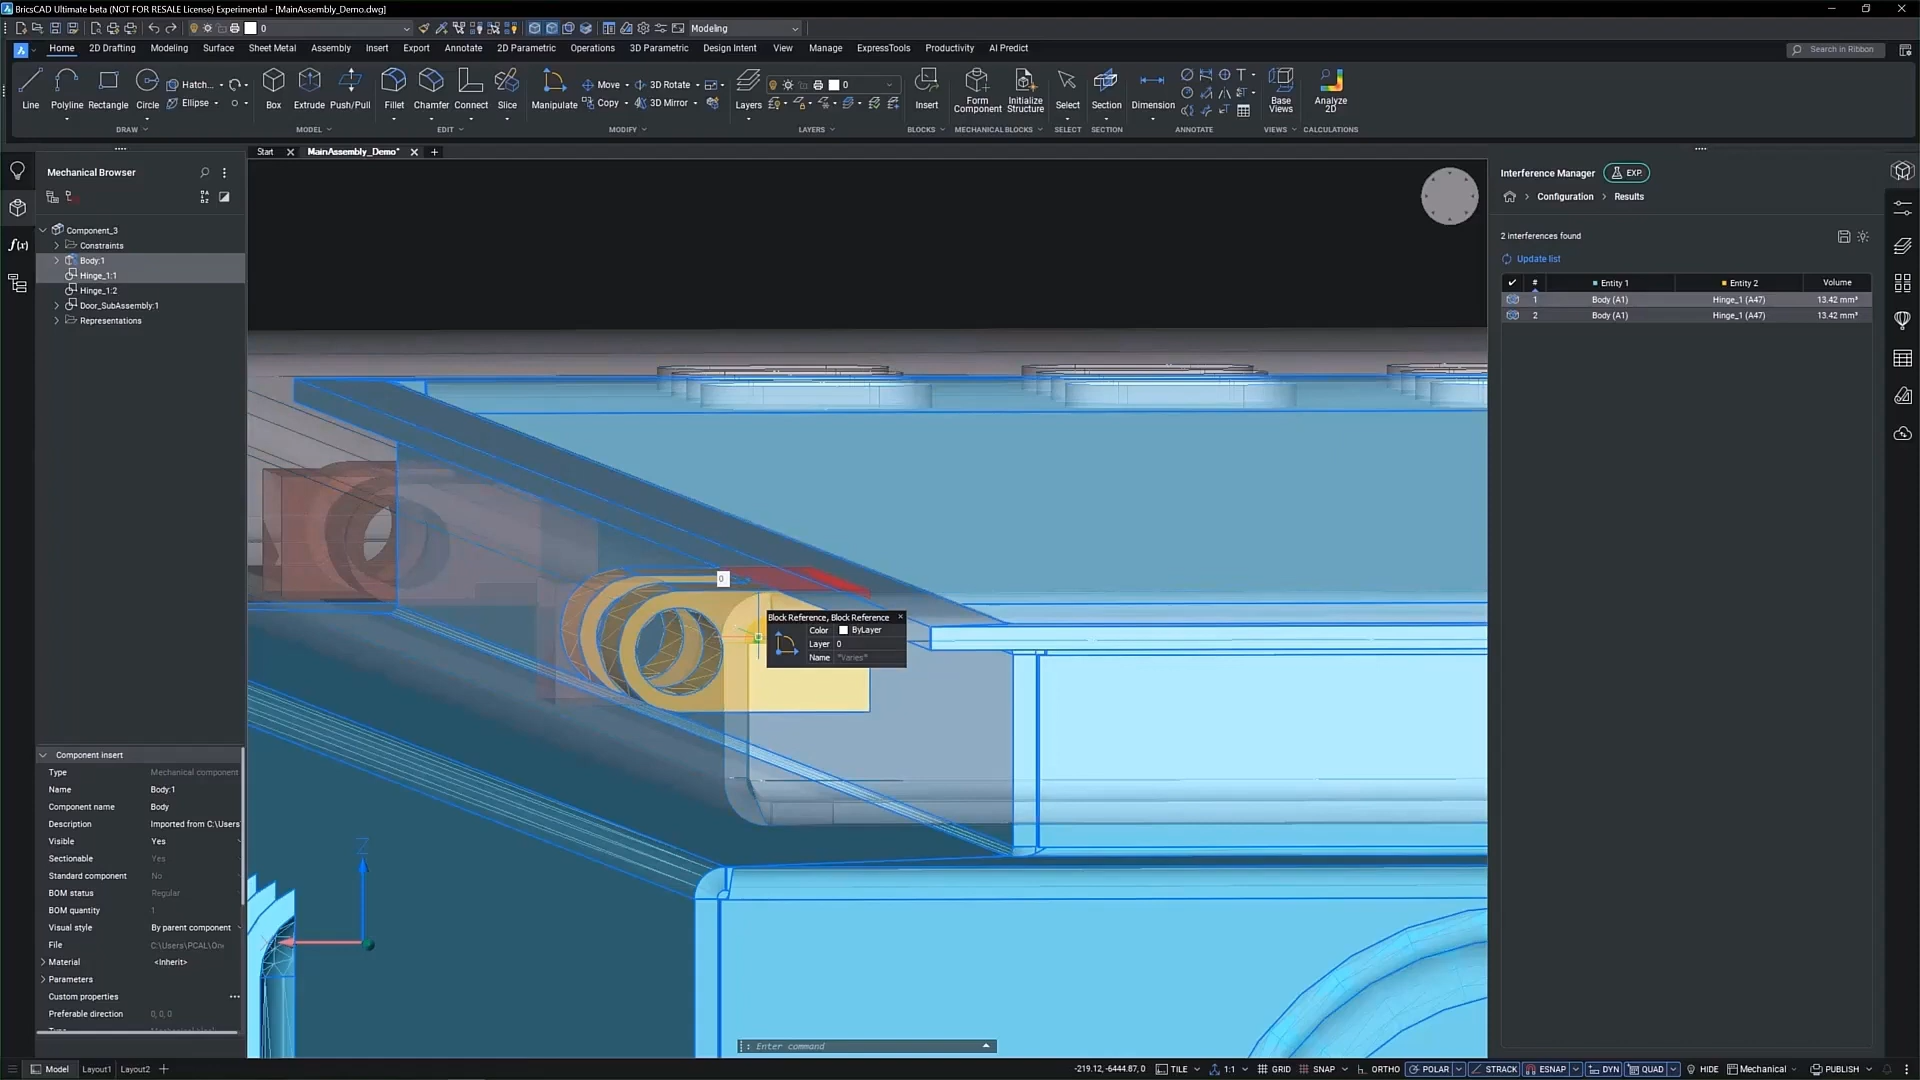 BricsCAD Ultimate beta (NOT FOR RESALE License) Experimental - [MainAssembly_Demo.dwg]
0
Modeling
Home 2D Drafting Modeling Surface Sheet Metal Assembly Insert Export Annotate 2D Parametric Operations 3D Parametric Design Intent View Manage ExpressTools Productivity AI Predict
Search in Ribbon
Hatch...
Move 3D Rotate
0
Line Polyline Rectangle Circle Ellipse
Box Extrude Push/Pull
Fillet Chamfer Connect Slice
Manipulate Copy 3D Mirror
Layers
Insert Form Component Initialize Structure Select Section Dimension Base Views Analyze 2D
DRAW MODEL EDIT MODIFY LAYERS BLOCKS MECHANICAL BLOCKS SELECT SECTION ANNOTATE VIEWS CALCULATIONS
Start MainAssembly_Demo*
Mechanical Browser
Component_3
Constraints
Body:1
Hinge_1:1
Hinge_1:2
Door_SubAssembly:1
Representations
f(x)
Component insert
Type Mechanical component
Name Body:1
Component name Body
Description Imported from C:\Users
Visible Yes
Sectionable Yes
Standard component No
BOM status Regular
BOM quantity 1
Visual style By parent component
File C:\Users\PCAL\On
Material <Inherit>
Parameters
Custom properties
Preferable direction 0, 0, 0
0
Block Reference, Block Reference
Color ByLayer
Layer 0
Name *Varies*
Z
Interference Manager EXP.
Configuration Results
2 interferences found
Update list
# Entity 1 Entity 2 Volume
1 Body (A1) Hinge_1 (A47) 13.42 mm³
2 Body (A1) Hinge_1 (A47) 13.42 mm³
: Enter command
Model Layout1 Layout2
-219.12, -6444.87, 0 TILE 1:1 GRID SNAP ORTHO POLAR STRACK ESNAP DYN QUAD HIDE Mechanical PUBLISH